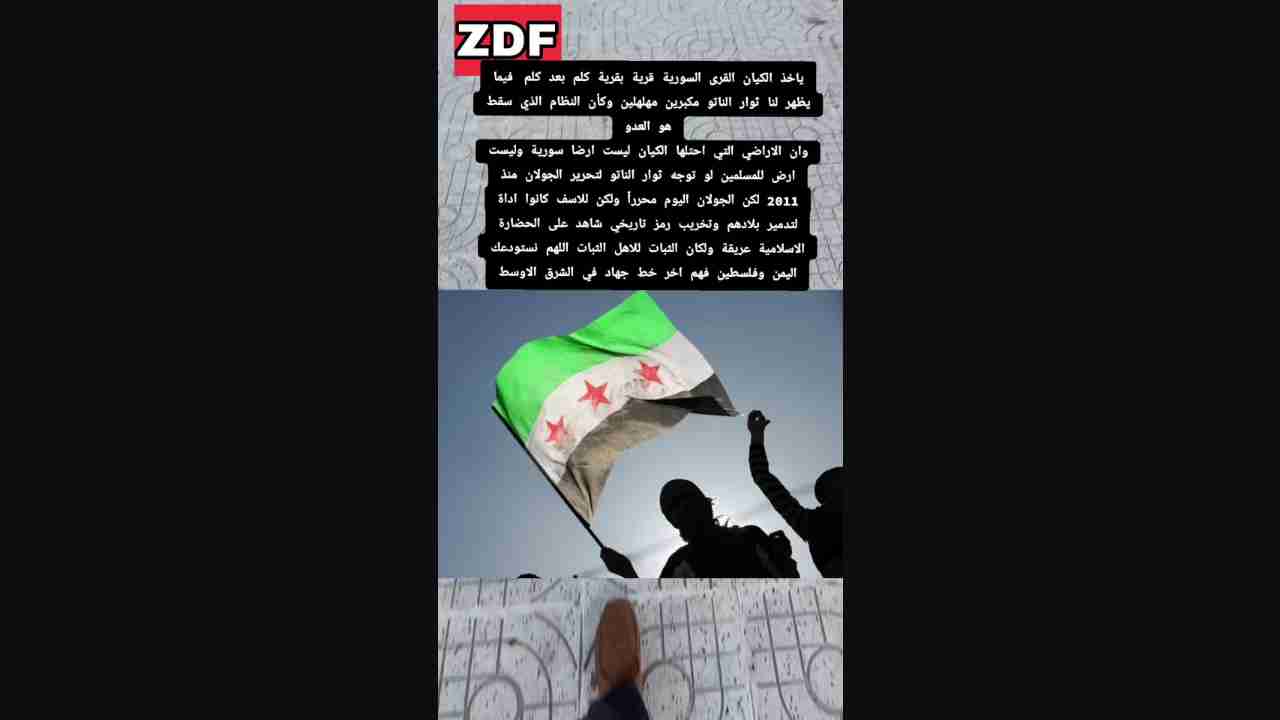 ZDF
ياخذ الكيان القرى السورية قرية بقرية كلم بعد كلم فيما
يظهر لنا ثوار الناتو مكبرين مهلهلين وكأن النظام الذي سقط
هو العدو
وان الاراضي التي احتلها الكيان ليست ارضا سورية وليست
ارض للمسلمين لو توجه ثوار الناتو لتحرير الجولان منذ
2011 لكن الجولان اليوم محرراً ولكن للاسف كانوا اداة
لتدمير بلادهم وتخريب رمز تاريخي شاهد على الحضارة
الاسلامية عريقة ولكان الثبات للاهل الثبات اللهم نستودعك
اليمن وفلسطين فهم اخر خط جهاد في الشرق الاوسط